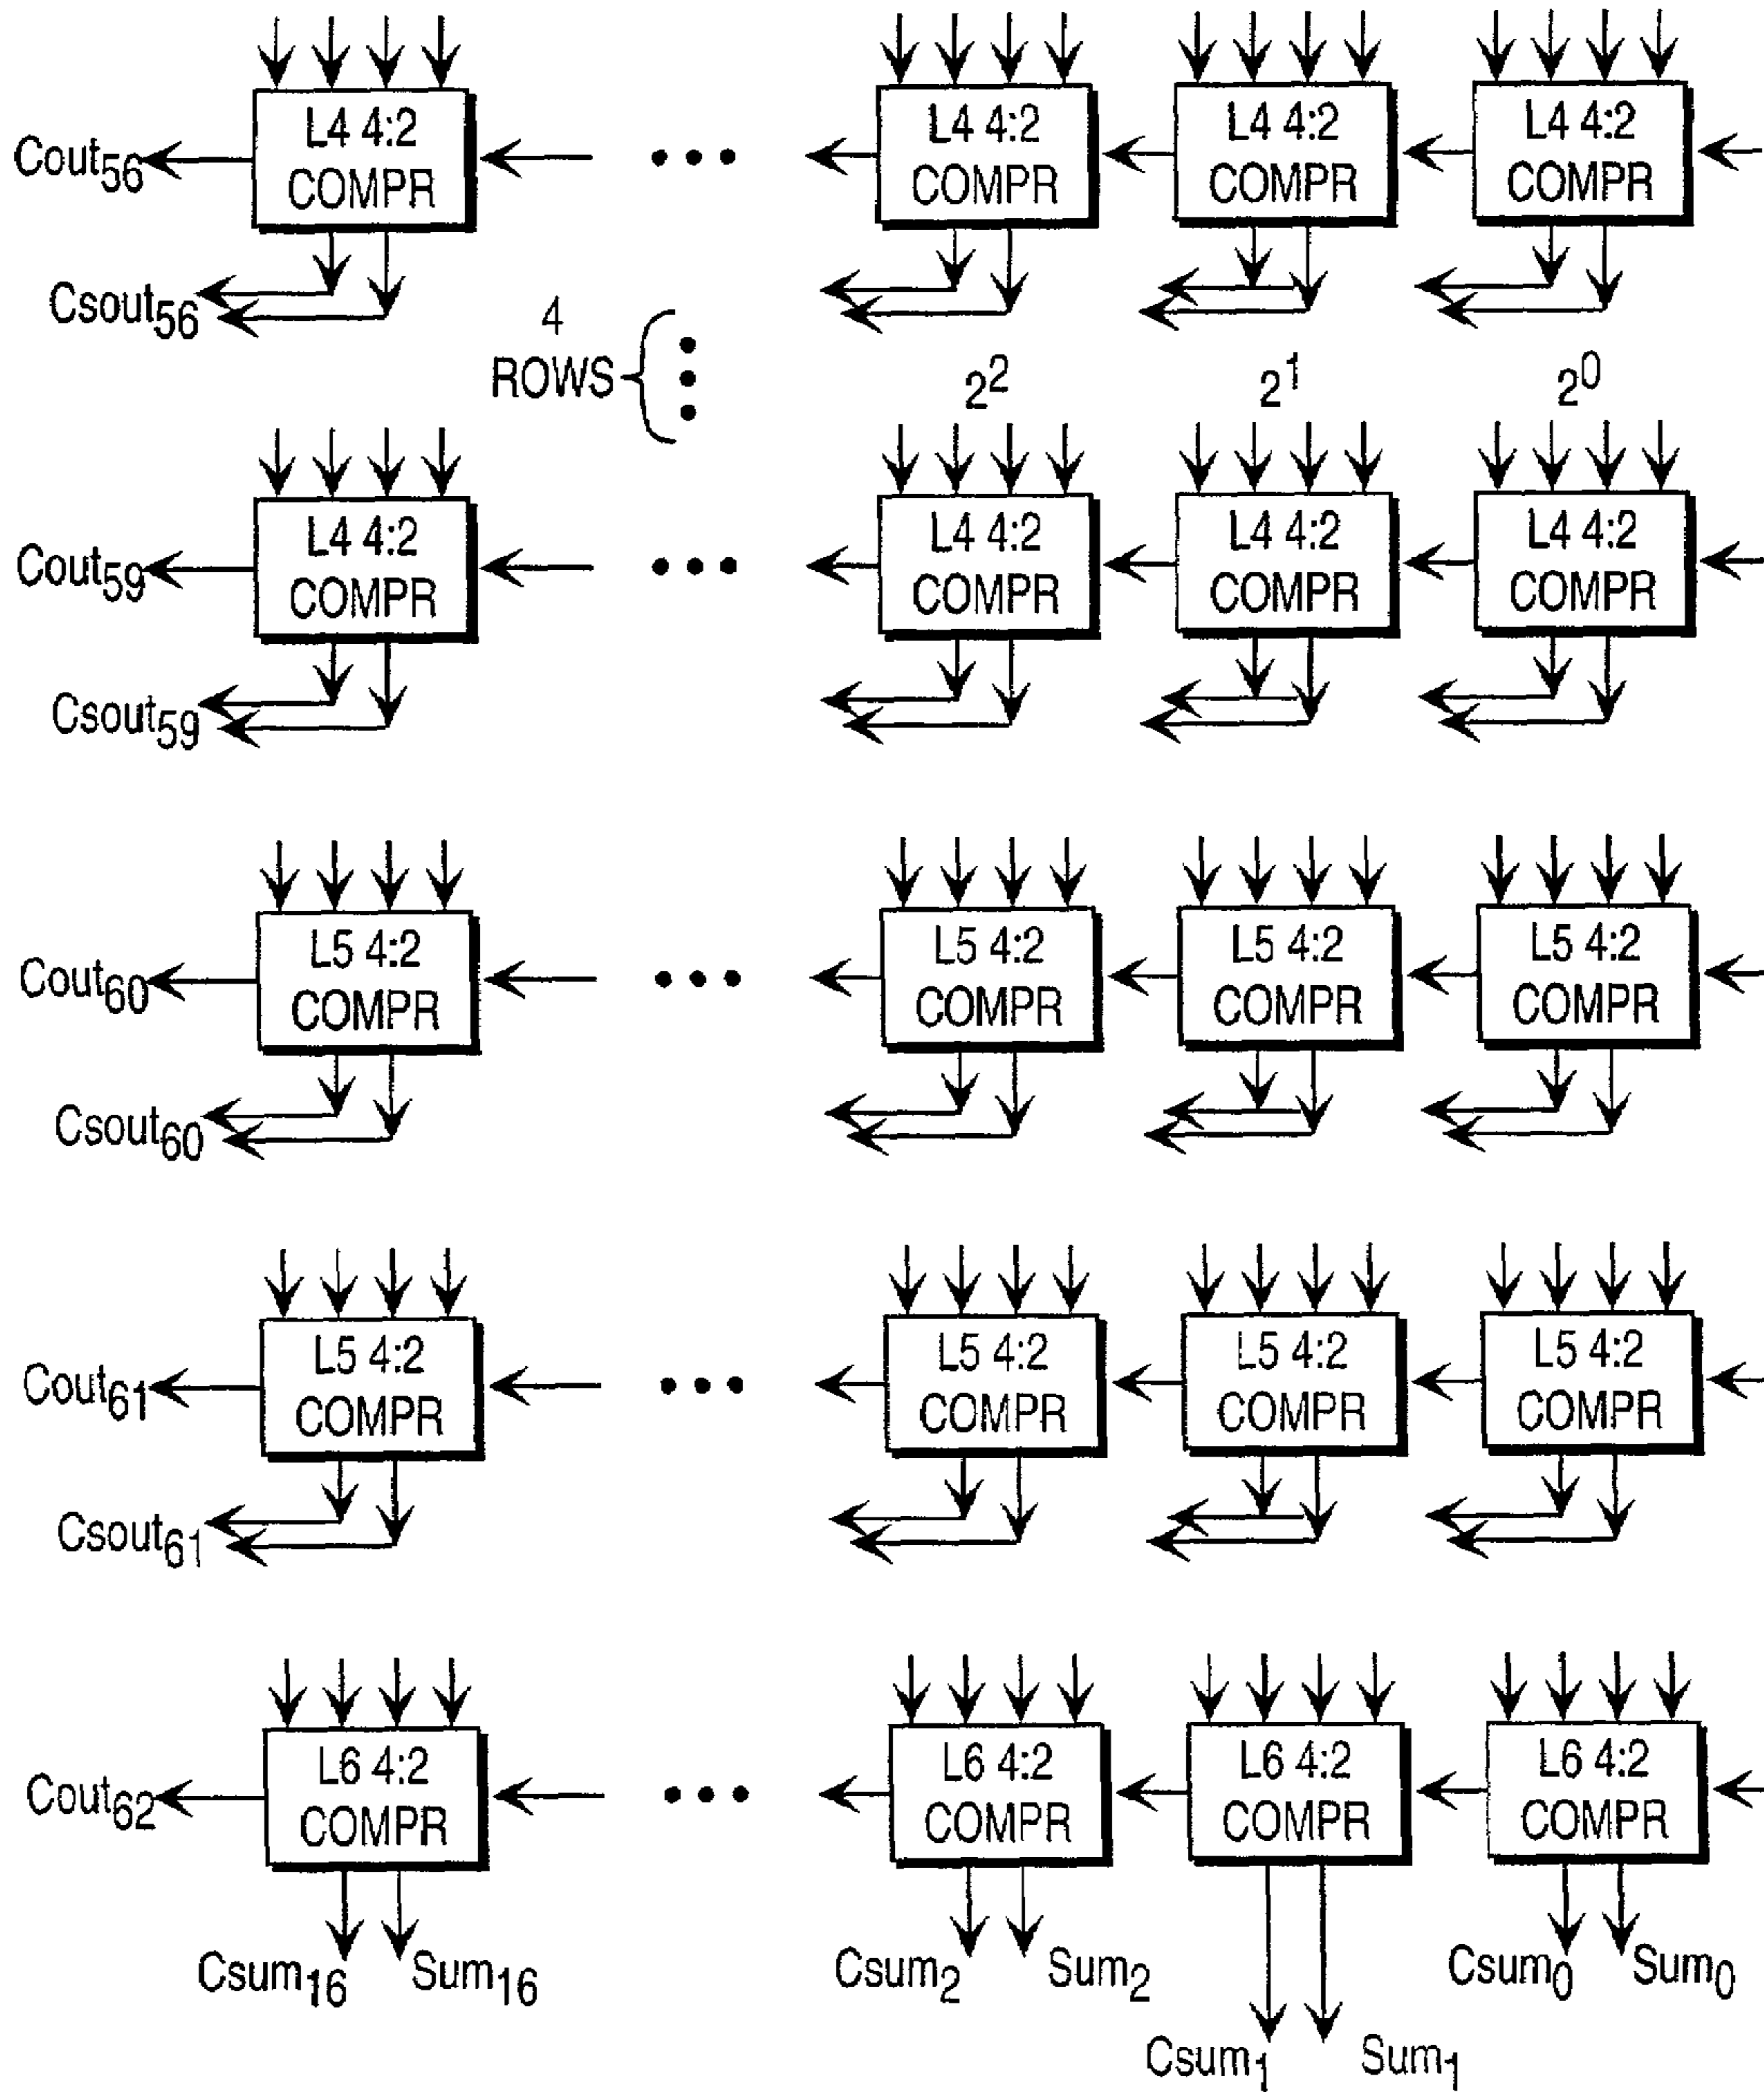 L4 4:2 COMPR L4 4:2 COMPR L4 4:2 COMPR L4 4:2 COMPR
Cout56
Csout56
4 ROWS
2^2 2^1 2^0
L4 4:2 COMPR L4 4:2 COMPR L4 4:2 COMPR L4 4:2 COMPR
Cout59
Csout59
L5 4:2 COMPR L5 4:2 COMPR L5 4:2 COMPR L5 4:2 COMPR
Cout60
Csout60
L5 4:2 COMPR L5 4:2 COMPR L5 4:2 COMPR L5 4:2 COMPR
Cout61
Csout61
L6 4:2 COMPR L6 4:2 COMPR L6 4:2 COMPR L6 4:2 COMPR
Cout62
Csum16 Sum16 Csum2 Sum2 Csum0 Sum0
Csum1 Sum1